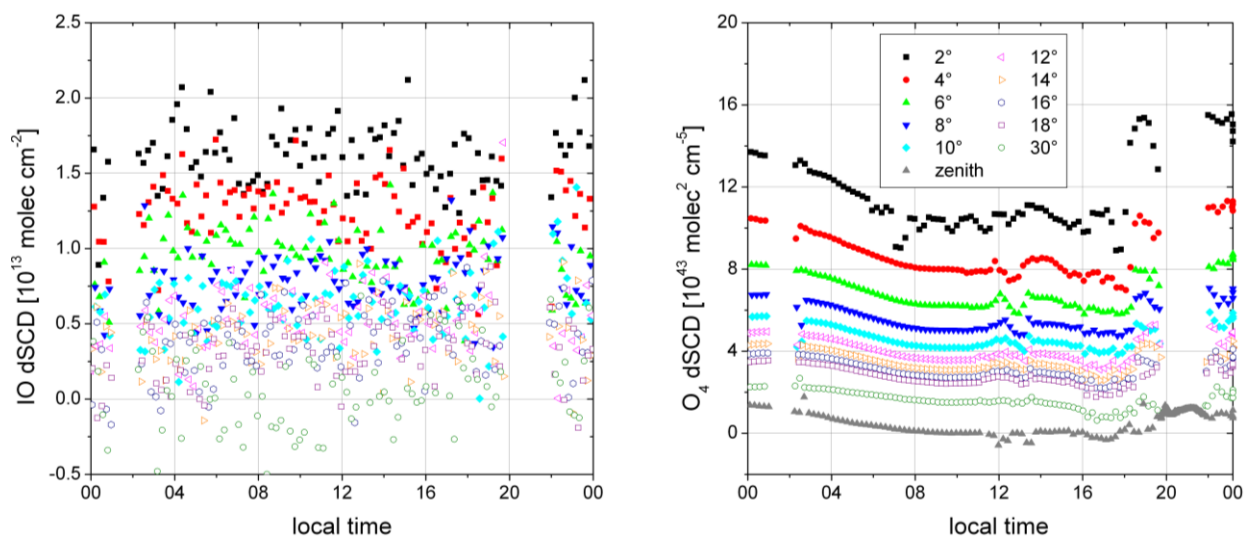 IO dSCD [10¹³ molec cm⁻²]
2.5
2.0
1.5
1.0
0.5
0.0
-0.5
00 04 08 12 16 20 00
local time
O₄ dSCD [10⁴³ molec² cm⁻⁵]
20
16
12
8
4
0
2° 12°
4° 14°
6° 16°
8° 18°
10° 30°
zenith
00 04 08 12 16 20 00
local time